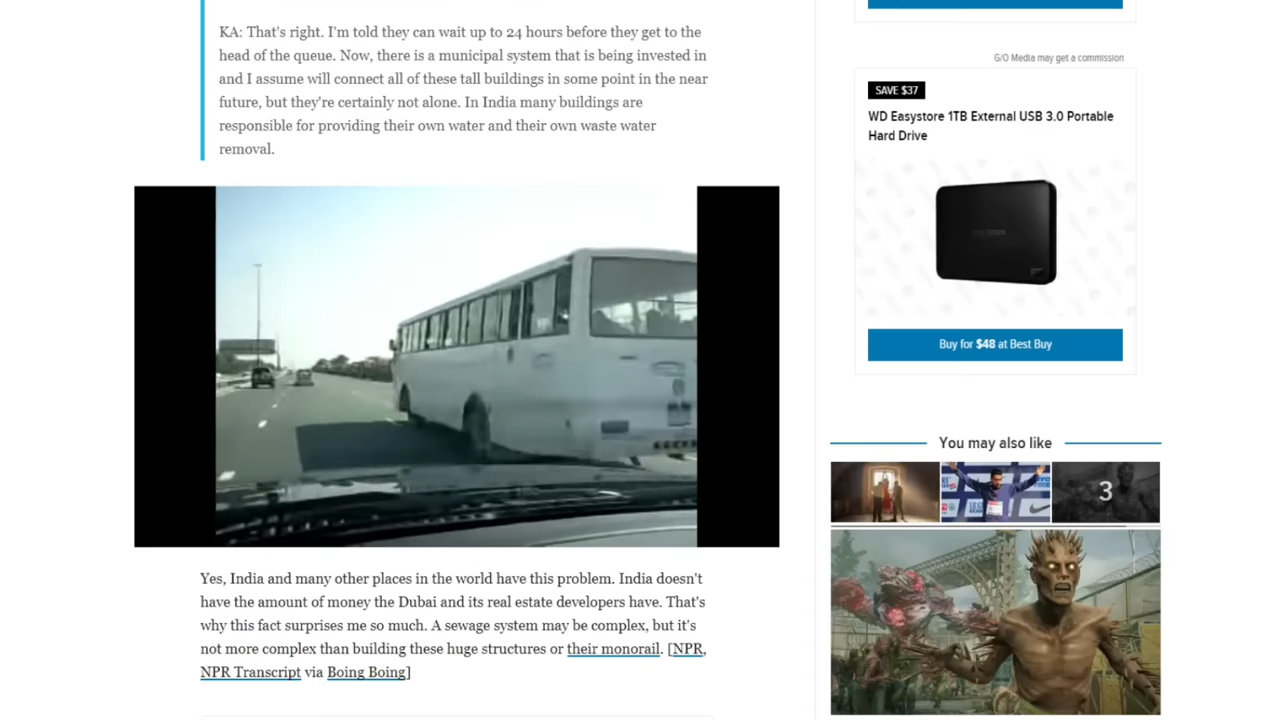 KA: That's right. I'm told they can wait up to 24 hours before they get to the
head of the queue. Now, there is a municipal system that is being invested in
and I assume will connect all of these tall buildings in some point in the near
future, but they're certainly not alone. In India many buildings are
responsible for providing their own water and their own waste water
removal.
Yes, India and many other places in the world have this problem. India doesn't
have the amount of money the Dubai and its real estate developers have. That's
why this fact surprises me so much. A sewage system may be complex, but it's
not more complex than building these huge structures or their monorail. [NPR,
NPR Transcript via Boing Boing]
G/O Media may get a commission
SAVE $37
WD Easystore 1TB External USB 3.0 Portable
Hard Drive
Buy for $48 at Best Buy
You may also like
3